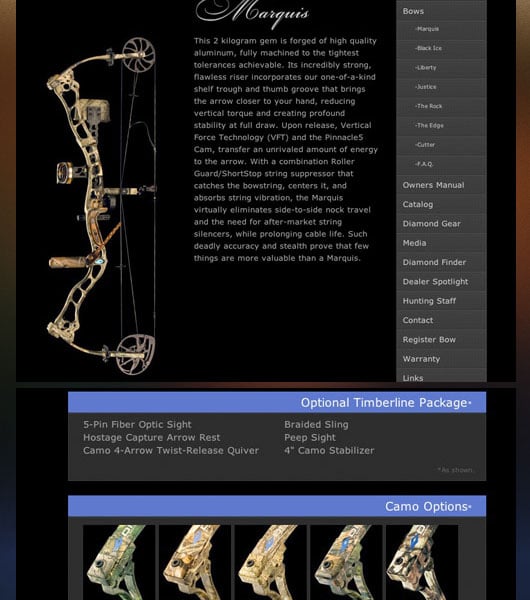 Marquis
This 2 kilogram gem is forged of high quality
aluminum, fully machined to the tightest
tolerances achievable. Its incredibly strong,
flawless riser incorporates our one-of-a-kind
shelf trough and thumb groove that brings
the arrow closer to your hand, reducing
vertical torque and creating profound
stability at full draw. Upon release, Vertical
Force Technology (VFT) and the Pinnacle5
Cam, transfer an unrivaled amount of energy
to the arrow. With a combination Roller
Guard/ShortStop string suppressor that
catches the bowstring, centers it, and
absorbs string vibration, the Marquis
virtually eliminates side-to-side nock travel
and the need for after-market string
silencers, while prolonging cable life. Such
deadly accuracy and stealth prove that few
things are more valuable than a Marquis.
Bows
-Marquis
-Black Ice
-Liberty
-Justice
-The Rock
-The Edge
-Cutter
-F.A.Q.
Owners Manual
Catalog
Diamond Gear
Media
Diamond Finder
Dealer Spotlight
Hunting Staff
Contact
Register Bow
Warranty
Links
Optional Timberline Package*
5-Pin Fiber Optic Sight
Hostage Capture Arrow Rest
Camo 4-Arrow Twist-Release Quiver
Braided Sling
Peep Sight
4" Camo Stabilizer
*As shown.
Camo Options*